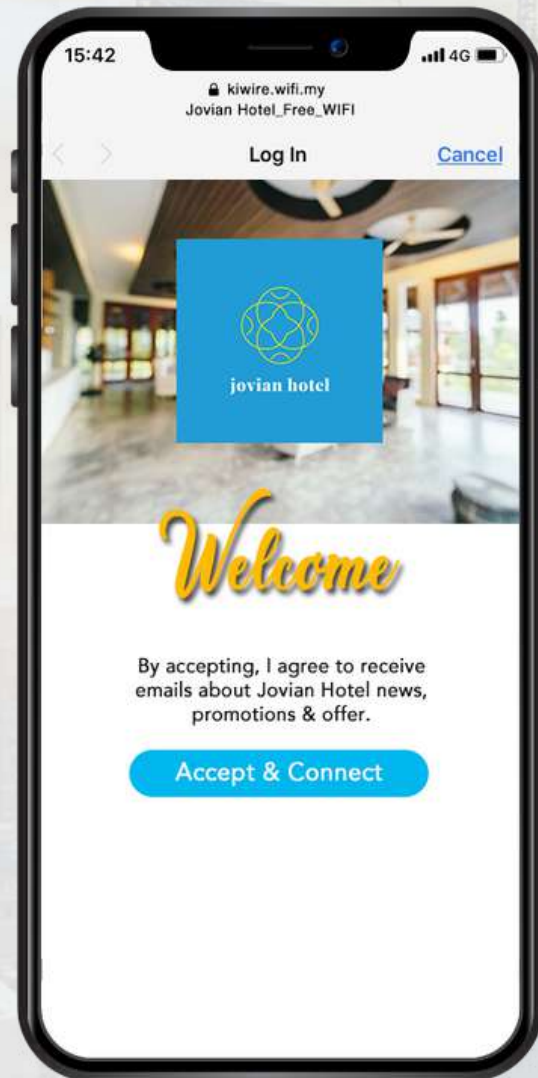 15:42
4G
kiwire.wifi.my
Jovian Hotel_Free_WIFI
Log In
Cancel
jovian hotel
Welcome
By accepting, I agree to receive
emails about Jovian Hotel news,
promotions & offer.
Accept & Connect